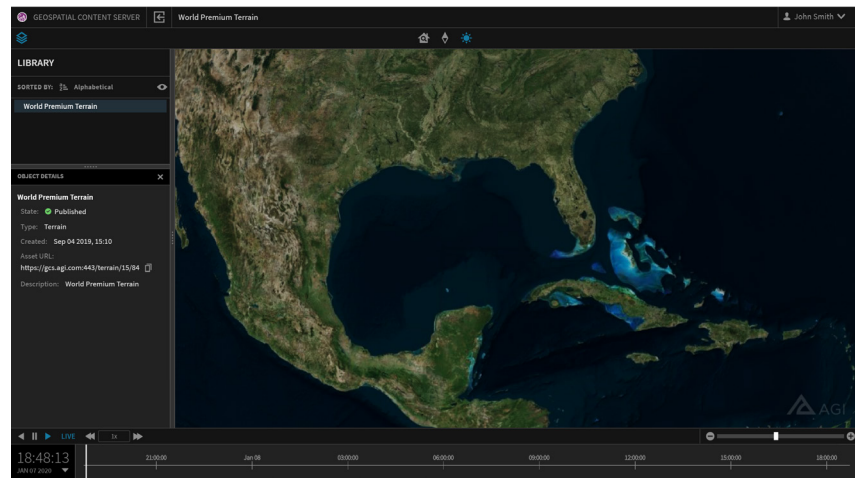 GEOSPATIAL CONTENT SERVER World Premium Terrain John Smith
LIBRARY
SORTED BY: Alphabetical
World Premium Terrain
OBJECT DETAILS
World Premium Terrain
State: Published
Type: Terrain
Created: Sep 04 2019, 15:10
Asset URL:
https://gcs.agi.com:443/terrain/15/84
Description: World Premium Terrain
AGI
LIVE 1x
18:48:13
JAN 07 2020
21:00:00 Jan 08 03:00:00 06:00:00 09:00:00 12:00:00 15:00:00 18:00:00